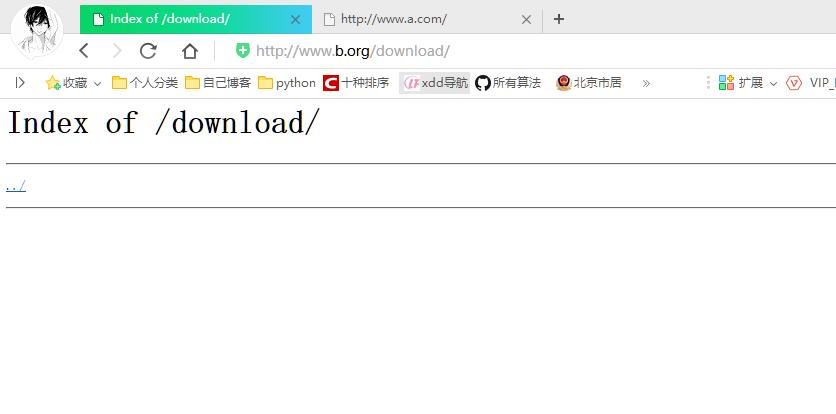 Index of /download/ http://www.a.com/
http://www.b.org/download/
收藏 个人分类 自己博客 python 十种排序 xdd导航 所有算法 北京市居 » 扩展
Index of /download/
../